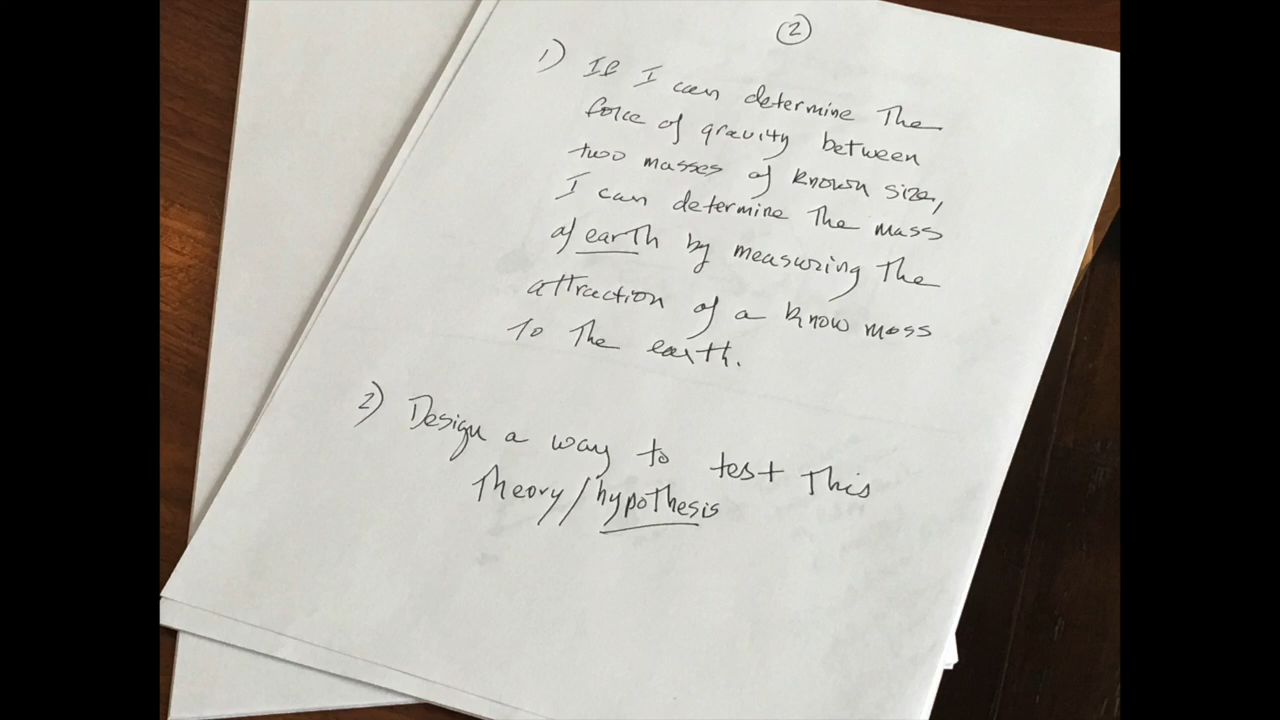 2
1) If I can determine The
force of gravity between
two masses of known size,
I can determine The mass
of earth by measuring The
attraction of a know mass
To The earth.
2) Design a way to test This
Theory/hypothesis